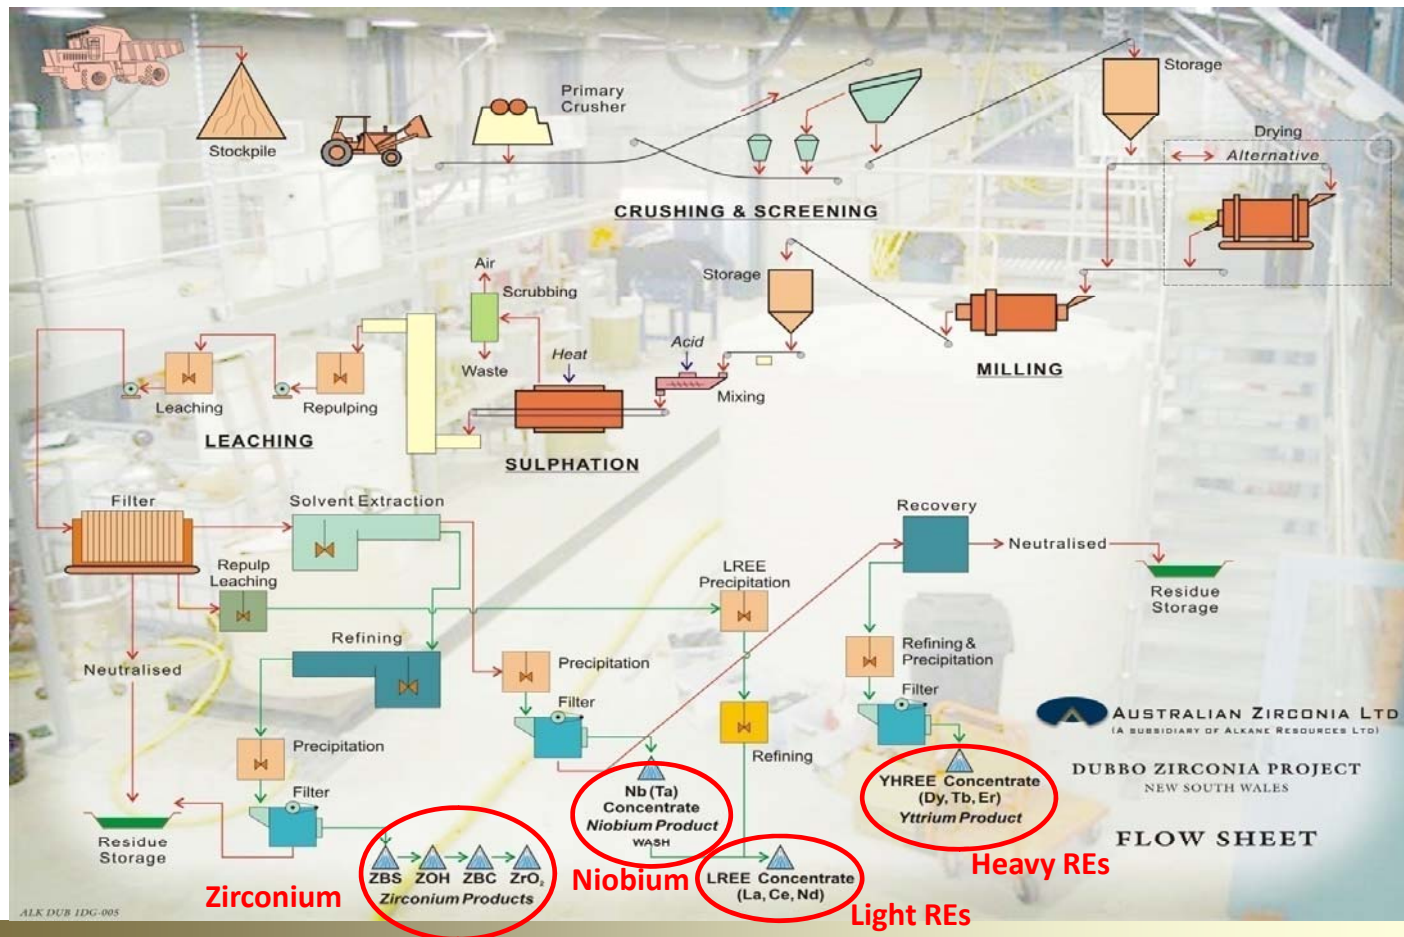 Stockpile
Primary
Crusher
Storage
Drying
Alternative
CRUSHING & SCREENING
Air
Scrubbing
Waste
Heat
Acid
Mixing
Storage
MILLING
Leaching
Repulping
LEACHING
SULPHATION
Filter
Solvent Extraction
Recovery
Neutralised
Residue
Storage
Repulp
Leaching
LREE
Precipitation
Refining
Neutralised
Precipitation
Filter
Refining &
Precipitation
Filter
Refining
Precipitation
Filter
Residue
Storage
AUSTRALIAN ZIRCONIA LTD
(A SUBSIDIARY OF ALKANE RESOURCES LTD)
DUBBO ZIRCONIA PROJECT
NEW SOUTH WALES
FLOW SHEET
YHREE Concentrate
(Dy, Tb, Er)
Yttrium Product
Heavy REs
Nb (Ta)
Concentrate
Niobium Product
WASH
Niobium
LREE Concentrate
(La, Ce, Nd)
Light REs
ZBS ZOH ZBC ZrO₂
Zirconium Products
Zirconium
ALK DUB 1DG-005